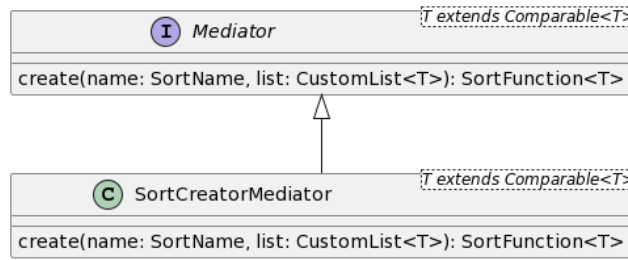 T extends Comparable<T>
I Mediator
create(name: SortName, list: CustomList<T>): SortFunction<T>
T extends Comparable<T>
C SortCreatorMediator
create(name: SortName, list: CustomList<T>): SortFunction<T>